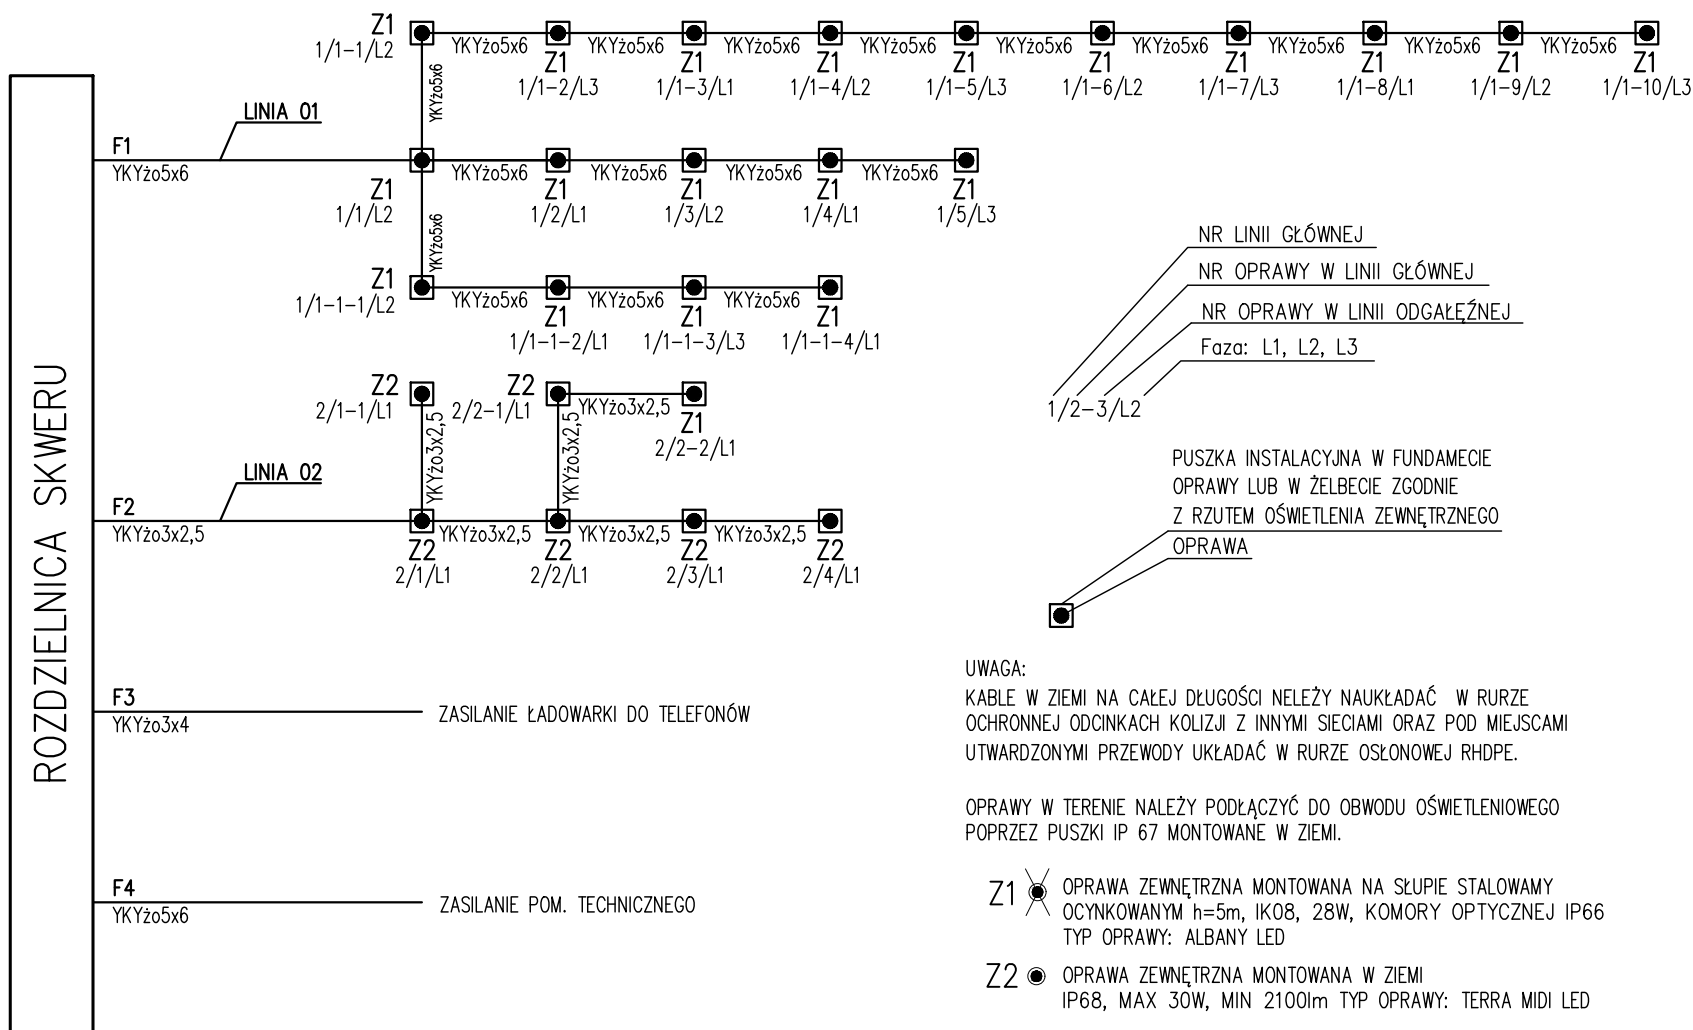 Z1
1/1-1/L2
YKYżo5x6 YKYżo5x6 YKYżo5x6 YKYżo5x6 YKYżo5x6 YKYżo5x6 YKYżo5x6 YKYżo5x6 YKYżo5x6
Z1 Z1 Z1 Z1 Z1 Z1 Z1 Z1 Z1
1/1-2/L3 1/1-3/L1 1/1-4/L2 1/1-5/L3 1/1-6/L2 1/1-7/L3 1/1-8/L1 1/1-9/L2 1/1-10/L3
YKYżo5x6
LINIA 01
F1
YKYżo5x6
YKYżo5x6 YKYżo5x6 YKYżo5x6 YKYżo5x6
Z1 Z1 Z1 Z1 Z1
1/1/L2 1/2/L1 1/3/L2 1/4/L1 1/5/L3
YKYżo5x6
Z1
1/1-1-1/L2
YKYżo5x6 YKYżo5x6 YKYżo5x6
Z1 Z1 Z1
1/1-1-2/L1 1/1-1-3/L3 1/1-1-4/L1
Z2
2/1-1/L1
YKYżo3x2,5
Z2
2/2-1/L1
YKYżo3x2,5
YKYżo3x2,5
Z1
2/2-2/L1
LINIA 02
F2
YKYżo3x2,5
YKYżo3x2,5 YKYżo3x2,5 YKYżo3x2,5
Z2 Z2 Z2 Z2
2/1/L1 2/2/L1 2/3/L1 2/4/L1
ROZDZIELNICA SKWERU
F3
YKYżo3x4
ZASILANIE ŁADOWARKI DO TELEFONÓW
F4
YKYżo5x6
ZASILANIE POM. TECHNICZNEGO
NR LINII GŁÓWNEJ
NR OPRAWY W LINII GŁÓWNEJ
NR OPRAWY W LINII ODGAŁĘŹNEJ
Faza: L1, L2, L3
1/2-3/L2
PUSZKA INSTALACYJNA W FUNDAMECIE
OPRAWY LUB W ŻELBECIE ZGODNIE
Z RZUTEM OŚWIETLENIA ZEWNĘTRZNEGO
OPRAWA
UWAGA:
KABLE W ZIEMI NA CAŁEJ DŁUGOŚCI NELEŻY NAUKŁADAĆ W RURZE
OCHRONNEJ ODCINKACH KOLIZJI Z INNYMI SIECIAMI ORAZ POD MIEJSCAMI
UTWARDZONYMI PRZEWODY UKŁADAĆ W RURZE OSŁONOWEJ RHDPE.
OPRAWY W TERENIE NALEŻY PODŁĄCZYĆ DO OBWODU OŚWIETLENIOWEGO
POPRZEZ PUSZKI IP 67 MONTOWANE W ZIEMI.
Z1 OPRAWA ZEWNĘTRZNA MONTOWANA NA SŁUPIE STALOWAMY
OCYNKOWANYM h=5m, IK08, 28W, KOMORY OPTYCZNEJ IP66
TYP OPRAWY: ALBANY LED
Z2 OPRAWA ZEWNĘTRZNA MONTOWANA W ZIEMI
IP68, MAX 30W, MIN 2100lm TYP OPRAWY: TERRA MIDI LED